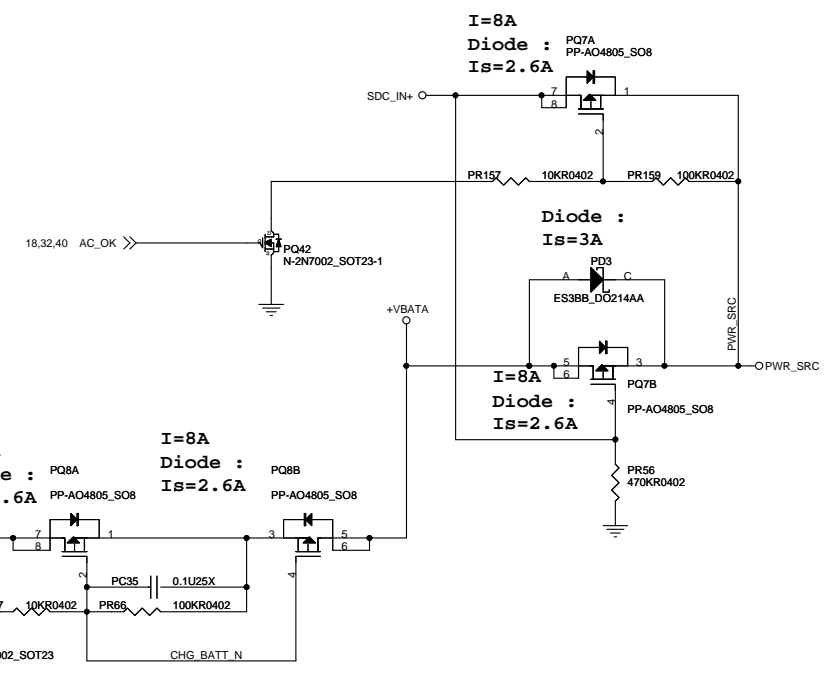 I=8A
Diode :
Is=2.6A
PQ7A
PP-AO4805_SO8
SDC_IN+
7
8
1
2
PR157
10KR0402
PR159
100KR0402
18,32,40
AC_OK
PQ42
N-2N7002_SOT23-1
Diode :
Is=3A
PD3
A
C
ES3BB_DO214AA
+VBATA
PWR_SRC
5
6
3
4
PWR_SRC
I=8A
Diode :
Is=2.6A
PQ7B
PP-AO4805_SO8
PR56
470KR0402
I=8A
Diode :
Is=2.6A
e :
.6A
PQ8A
PP-AO4805_SO8
PQ8B
PP-AO4805_SO8
7
8
1
2
3
5
6
4
PC35
0.1U25X
7
10KR0402
PR66
100KR0402
002_SOT23
CHG_BATT_N